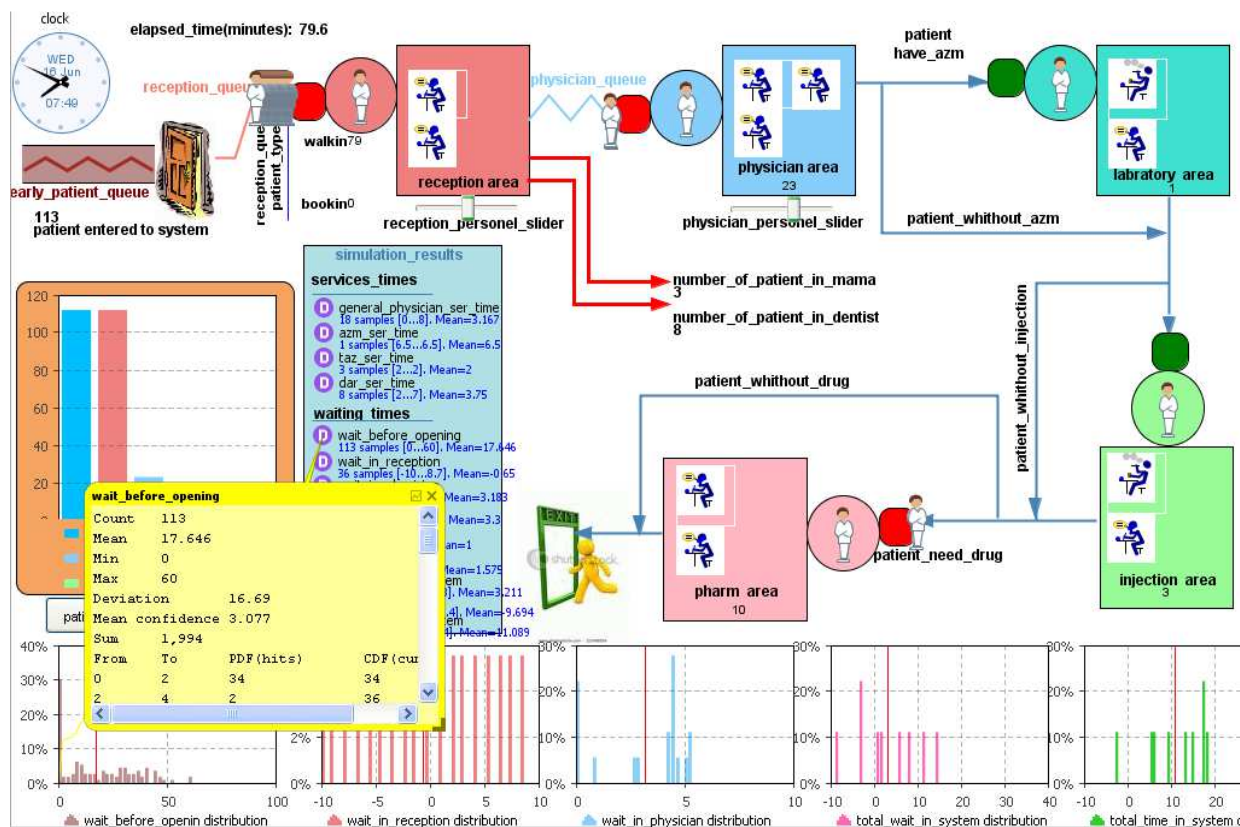 clock
elapsed_time(minutes): 79.6
WED
16 Jun
07:49
reception_que
physician_queue
patient
have_azm
walkin79
reception_que
patient_type
bookin0
reception area
physician area
23
labratory_area
1
early_patient_queue
113
patient entered to system
reception_personel_slider
physician_personel_slider
patient_whithout_azm
simulation_results
services_times
general_physician_ser_time
18 samples [0...8]. Mean=3.167
azm_ser_time
1 samples [6.5...6.5]. Mean=6.5
taz_ser_time
3 samples [2...2]. Mean=2
dar_ser_time
8 samples [2...7]. Mean=3.75
waiting_times
wait_before_opening
113 samples [0...60]. Mean=17.646
wait_in_reception
36 samples [-10...8.7]. Mean=-0.65
Mean=3.183
Mean=3.3
Mean=1
Mean=1.575
Mean=3.211
Mean=-9.694
Mean=11.089
number_of_patient_in_mama
3
number_of_patient_in_dentist
8
patient_whithout_injection
patient_whithout_drug
patient_need_drug
EXIT
pharm_area
10
injection_area
3
120
100
80
60
40
20
0
pati
wait_before_opening
Count 113
Mean 17.646
Min 0
Max 60
Deviation 16.69
Mean confidence 3.077
Sum 1,994
From To PDF(hits) CDF(cu
0 2 34 34
2 4 2 36
40%
30%
20%
10%
0%
0 50 100
wait_before_openin distribution
2%
0%
-10 -5 0 5 10
wait_in_reception distribution
30%
20%
10%
0%
0 5 10
wait_in_physician distribution
30%
20%
10%
0%
-10 0 10 20 30 40
total_wait_in_system distribution
30%
20%
10%
0%
-10 0 10 20
total_time_in_system d